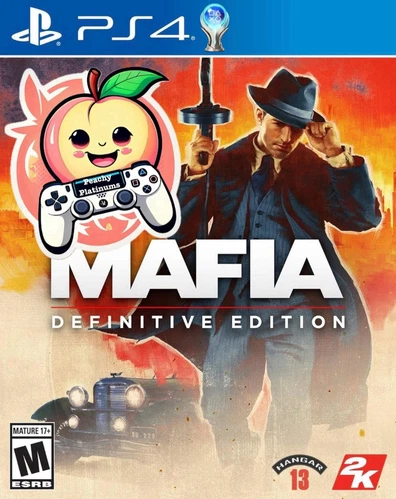 PS4
Peachy
Platinums
MAFIA
DEFINITIVE EDITION
MATURE 17+
M
ESRB
HANGAR
13
2K